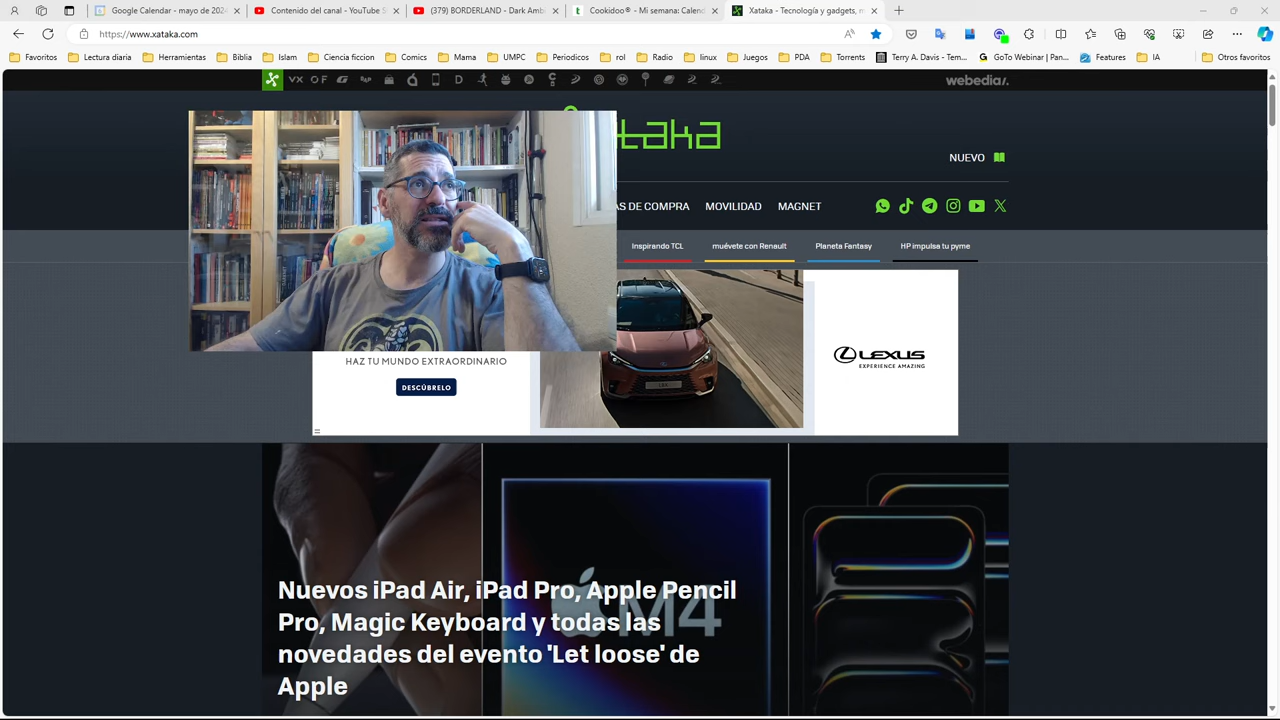 Google Calendar - mayo de 2024
Contenido del canal - YouTube S
(379) BORDERLAND - Dark Amb
Cookidoo® - Mi semana: Calend
Xataka - Tecnología y gadgets, m
https://www.xataka.com
Favoritos
Lectura diaria
Herramientas
Biblia
Islam
Ciencia ficcion
Comics
Mama
UMPC
Periodicos
rol
Radio
linux
Juegos
PDA
Torrents
Terry A. Davis - Tem...
GoTo Webinar | Pan...
Features
IA
Otros favoritos
VX
webedia
taka
NUEVO
AS DE COMPRA
MOVILIDAD
MAGNET
Inspirando TCL
muévete con Renault
Planeta Fantasy
HP impulsa tu pyme
HAZ TU MUNDO EXTRAORDINARIO
DESCÚBRELO
LEXUS
EXPERIENCE AMAZING
M4
Nuevos iPad Air, iPad Pro, Apple Pencil
Pro, Magic Keyboard y todas las
novedades del evento 'Let loose' de
Apple